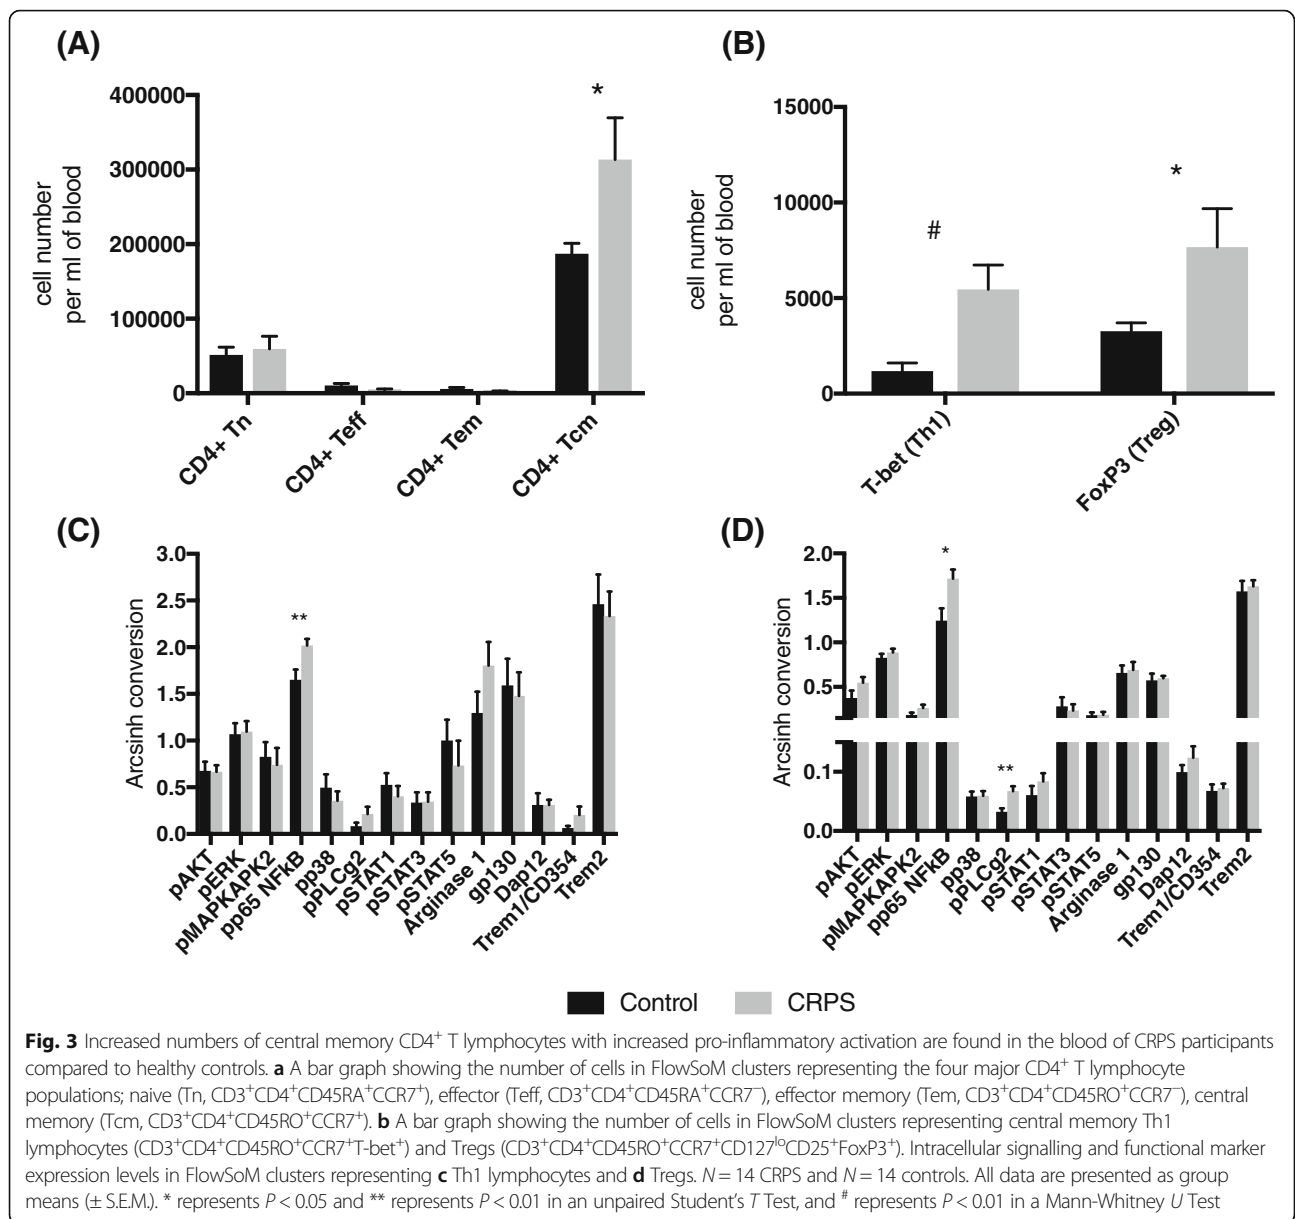 (A)
400000
300000
200000
100000
0
cell number
per ml of blood
*
CD4+ Tn
CD4+ Teff
CD4+ Tem
CD4+ Tcm
(B)
15000
10000
5000
0
cell number
per ml of blood
#
*
T-bet (Th1)
FoxP3 (Treg)
(C)
3.0
2.5
2.0
1.5
1.0
0.5
0.0
Arcsinh conversion
**
pAKT
pERK
pMAPKAPK2
pp65 NFkB
pp38
pPLCg2
pSTAT1
pSTAT3
pSTAT5
Arginase 1
gp130
Dap12
Trem1/CD354
Trem2
(D)
2.0
1.5
1.0
0.5
0.1
0.0
Arcsinh conversion
*
**
pAKT
pERK
pMAPKAPK2
pp65 NFkB
pp38
pPLCg2
pSTAT1
pSTAT3
pSTAT5
Arginase 1
gp130
Dap12
Trem1/CD354
Trem2
Control CRPS
Fig. 3 Increased numbers of central memory CD4⁺ T lymphocytes with increased pro-inflammatory activation are found in the blood of CRPS participants
compared to healthy controls. a A bar graph showing the number of cells in FlowSoM clusters representing the four major CD4⁺ T lymphocyte
populations; naive (Tn, CD3⁺CD4⁺CD45RA⁺CCR7⁺), effector (Teff, CD3⁺CD4⁺CD45RA⁺CCR7⁻), effector memory (Tem, CD3⁺CD4⁺CD45RO⁺CCR7⁻), central
memory (Tcm, CD3⁺CD4⁺CD45RO⁺CCR7⁺). b A bar graph showing the number of cells in FlowSoM clusters representing central memory Th1
lymphocytes (CD3⁺CD4⁺CD45RO⁺CCR7⁺T-bet⁺) and Tregs (CD3⁺CD4⁺CD45RO⁺CCR7⁺CD127ˡᵒCD25⁺FoxP3⁺). Intracellular signalling and functional marker
expression levels in FlowSoM clusters representing c Th1 lymphocytes and d Tregs. N = 14 CRPS and N = 14 controls. All data are presented as group
means (± S.E.M.). * represents P < 0.05 and ** represents P < 0.01 in an unpaired Student's T Test, and # represents P < 0.01 in a Mann-Whitney U Test